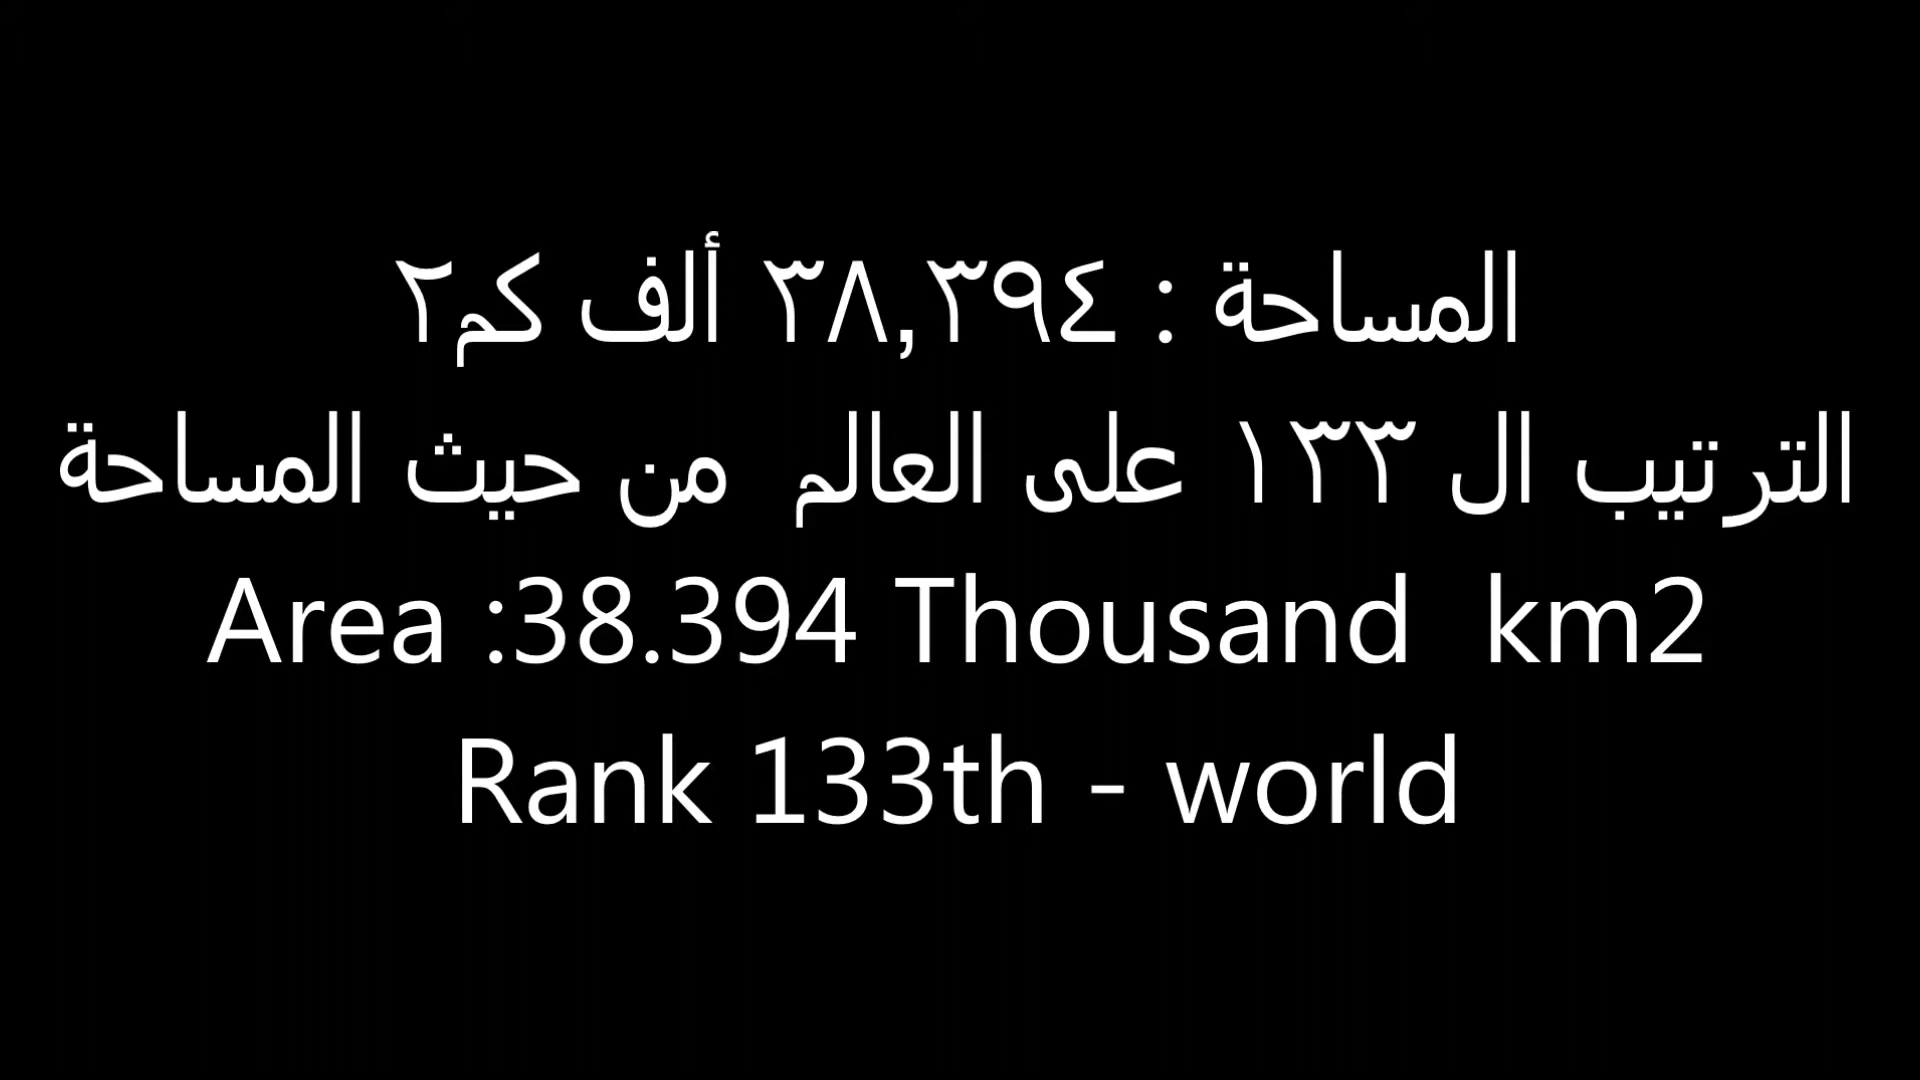 المساحة : ٣٨,٣٩٤ ألف كم٢
الترتيب ال ١٣٣ على العالم  من حيث المساحة
Area :38.394 Thousand  km2
Rank 133th - world